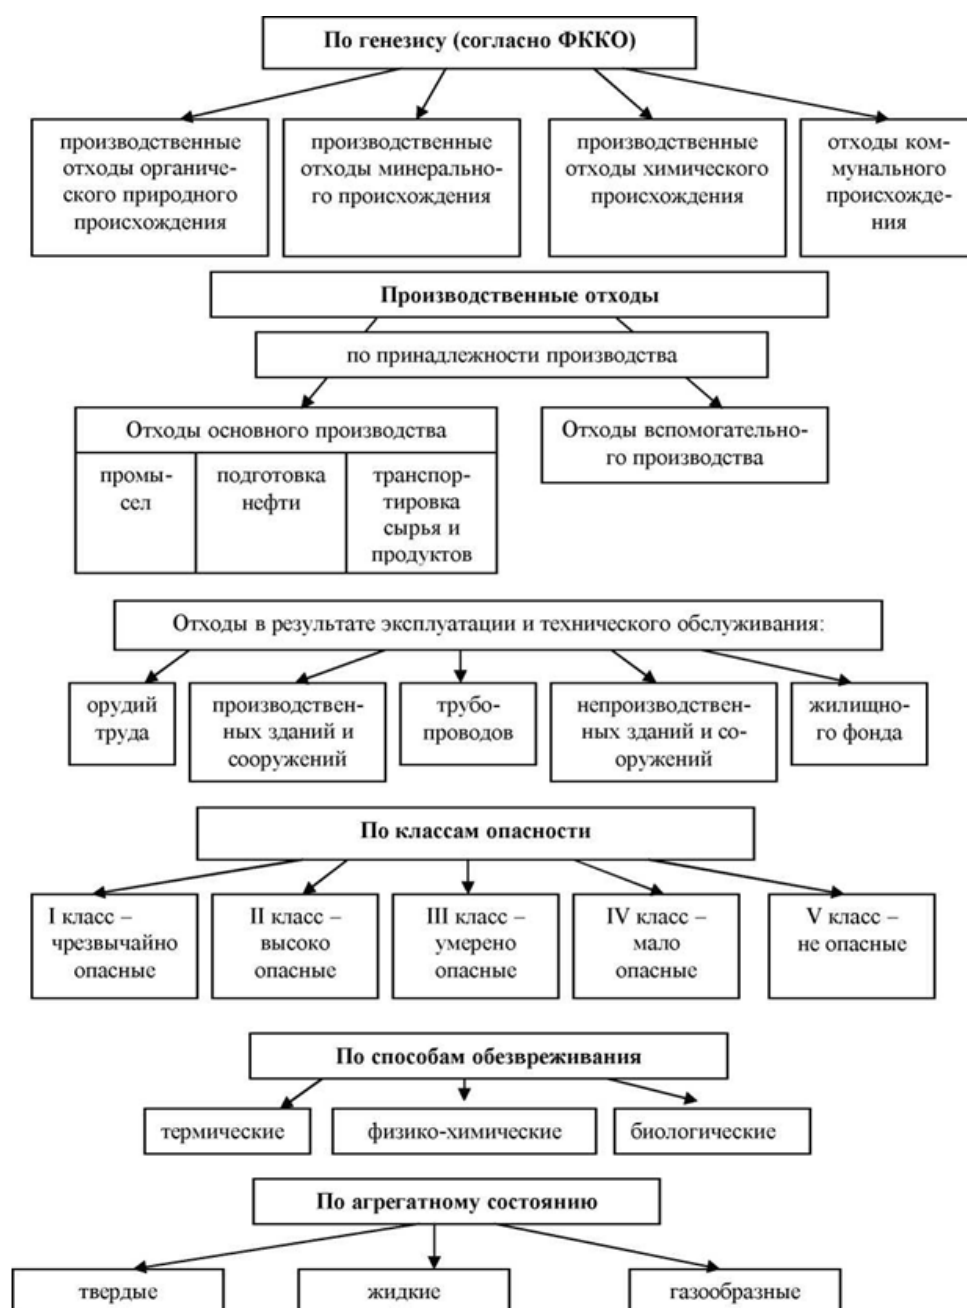 По генезису (согласно ФККО)
производственные
отходы органиче-
ского природного
происхождения
производственные
отходы минерально-
го происхождения
производственные
отходы химического
происхождения
отходы ком-
мунального
происхожде-
ния
Производственные отходы
по принадлежности производства
Отходы основного производства
промы-
сел
подготовка
нефти
транспор-
тировка
сырья и
продуктов
Отходы вспомогательно-
го производства
Отходы в результате эксплуатации и технического обслуживания:
орудий
труда
производствен-
ных зданий и
сооружений
трубо-
проводов
непроизводствен-
ных зданий и со-
оружений
жилищно-
го фонда
По классам опасности
I класс –
чрезвычайно
опасные
II класс –
высоко
опасные
III класс –
умерено
опасные
IV класс –
мало
опасные
V класс –
не опасные
По способам обезвреживания
термические
физико-химические
биологические
По агрегатному состоянию
твердые
жидкие
газообразные